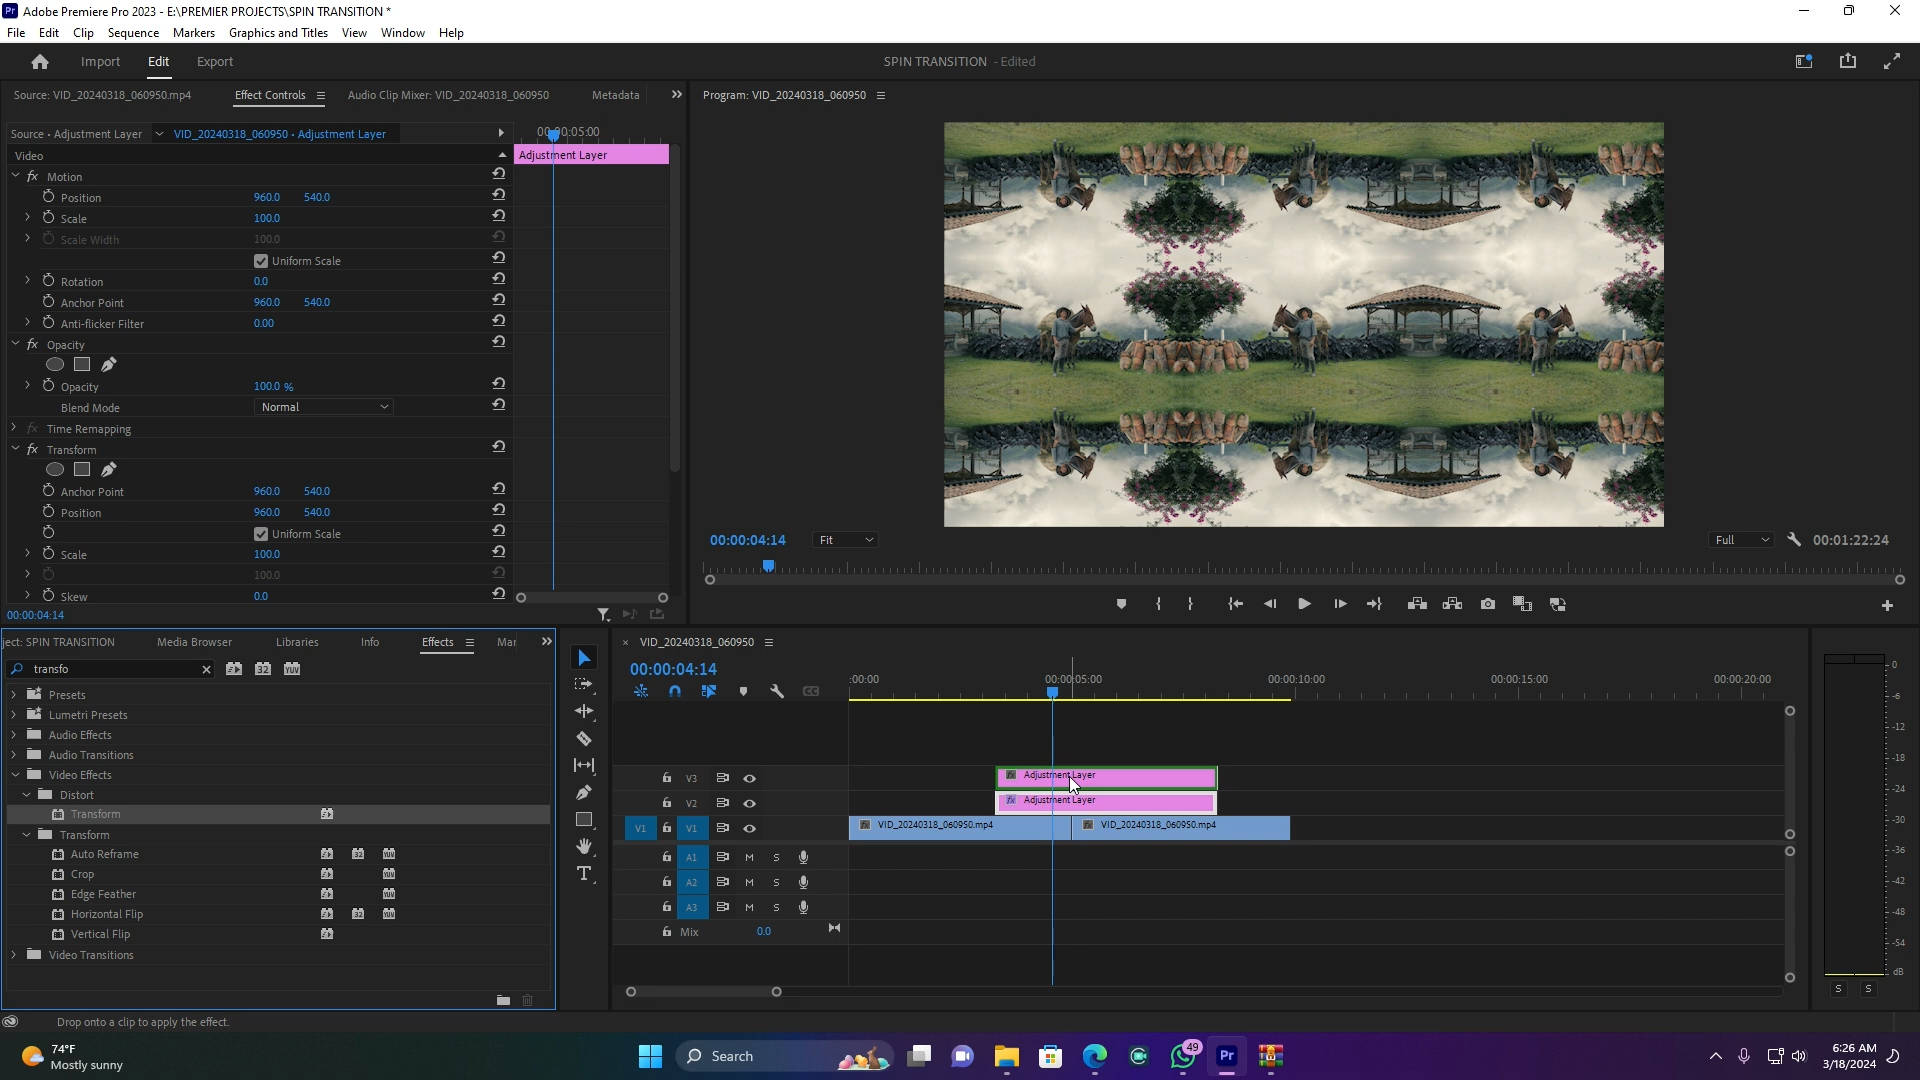 Adobe Premiere Pro 2023 - E:\PREMIER PROJECTS\SPIN TRANSITION *
File Edit Clip Sequence Markers Graphics and Titles View Window Help
Import Edit Export
SPIN TRANSITION - Edited
Source: VID_20240318_060950.mp4 Effect Controls Audio Clip Mixer: VID_20240318_060950 Metadata
Program: VID_20240318_060950
Source • Adjustment Layer VID_20240318_060950 • Adjustment Layer
00:00:05:00
Video
Adjustment Layer
fx Motion
Position 960.0 540.0
Scale 100.0
Scale Width 100.0
Uniform Scale
Rotation 0.0
Anchor Point 960.0 540.0
Anti-flicker Filter 0.00
fx Opacity
Opacity 100.0 %
Blend Mode Normal
fx Time Remapping
fx Transform
Anchor Point 960.0 540.0
Position 960.0 540.0
Uniform Scale
Scale 100.0
100.0
Skew 0.0
00:00:04:14
00:00:04:14 Fit Full 00:01:22:24
ject: SPIN TRANSITION Media Browser Libraries Info Effects Mar
transfo
Presets
Lumetri Presets
Audio Effects
Audio Transitions
Video Effects
Distort
Transform
Transform
Auto Reframe
Crop
Edge Feather
Horizontal Flip
Vertical Flip
Video Transitions
Drop onto a clip to apply the effect.
× VID_20240318_060950
00:00:04:14
:00:00 00:00:05:00 00:00:10:00 00:00:15:00 00:00:20:00
V3 fx Adjustment Layer
V2 fx Adjustment Layer
V1 V1 fx VID_20240318_060950.mp4 fx VID_20240318_060950.mp4
A1 M S
A2 M S
A3 M S
Mix 0.0
0
-6
-12
-18
-24
-30
-36
-42
-48
-54
dB
S S
74°F
Mostly sunny
Search
49
Pr
6:26 AM
3/18/2024